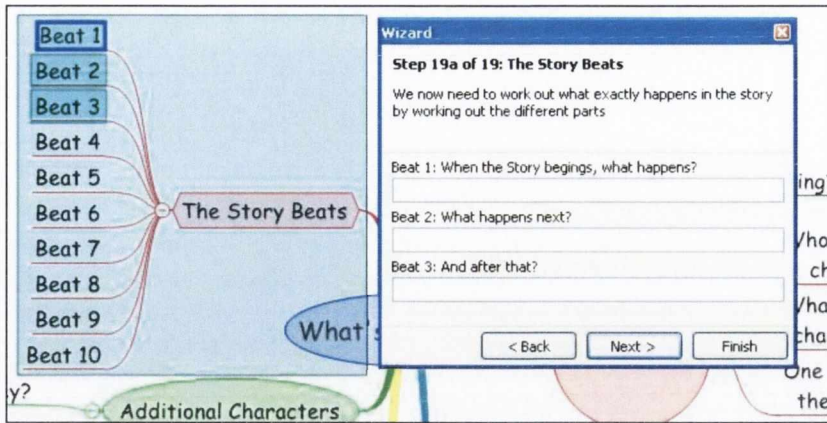 Beat 1
Beat 2
Beat 3
Beat 4
Beat 5
Beat 6
Beat 7
Beat 8
Beat 9
Beat 10
The Story Beats
What's
Additional Characters
y?
Wizard
Step 19a of 19: The Story Beats
We now need to work out what exactly happens in the story
by working out the different parts
Beat 1: When the Story begings, what happens?
Beat 2: What happens next?
Beat 3: And after that?
< Back
Next >
Finish
One
the